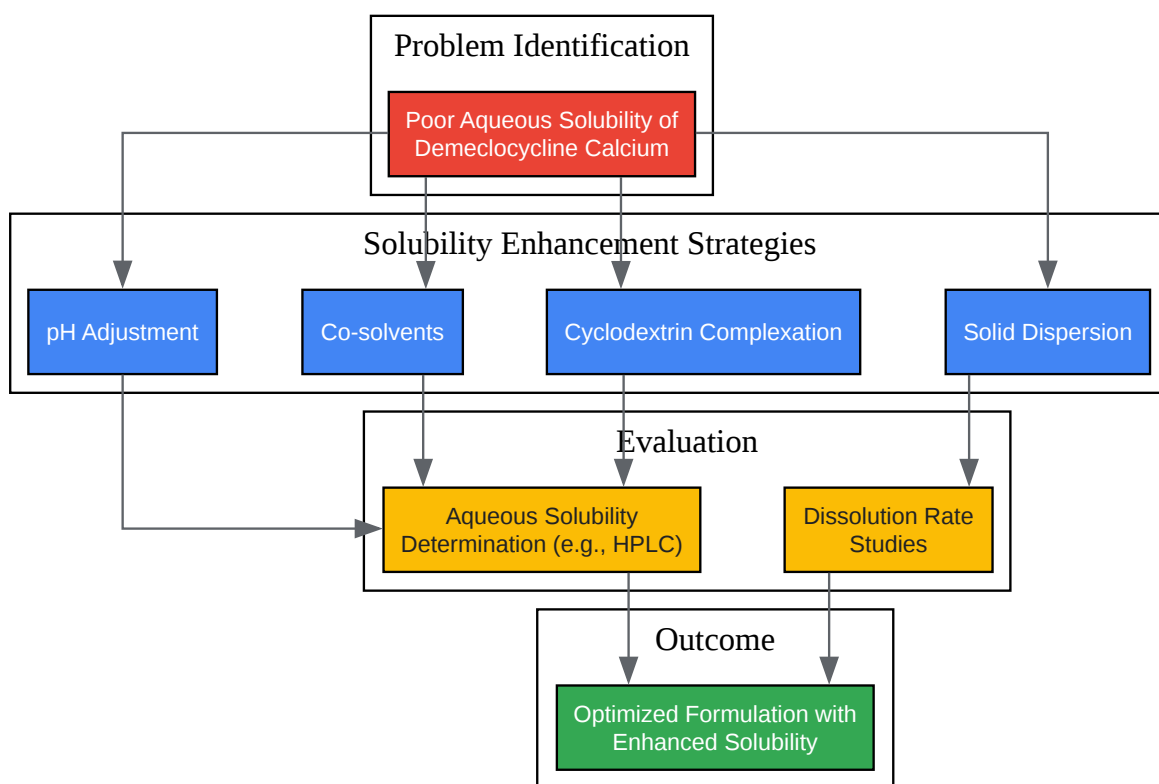 Problem Identification
Poor Aqueous Solubility of
Demeclocycline Calcium
Solubility Enhancement Strategies
pH Adjustment
Co-solvents
Cyclodextrin Complexation
Solid Dispersion
Evaluation
Aqueous Solubility
Determination (e.g., HPLC)
Dissolution Rate
Studies
Outcome
Optimized Formulation with
Enhanced Solubility